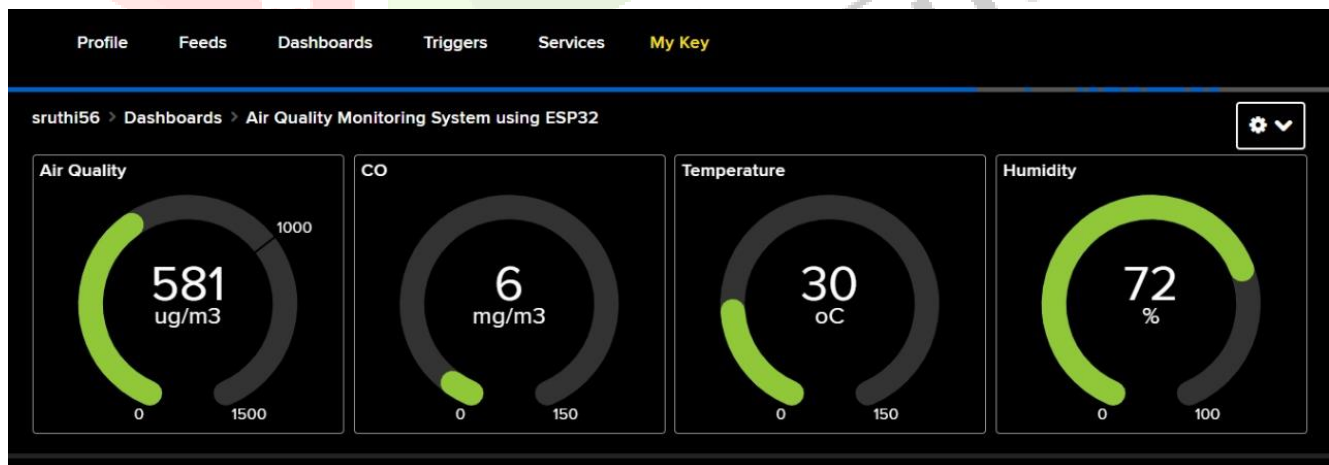 Profile Feeds Dashboards Triggers Services My Key
sruthi56 > Dashboards > Air Quality Monitoring System using ESP32
Air Quality
1000
581
ug/m3
0 1500
CO
6
mg/m3
0 150
Temperature
30
oC
0 150
Humidity
72
%
0 100